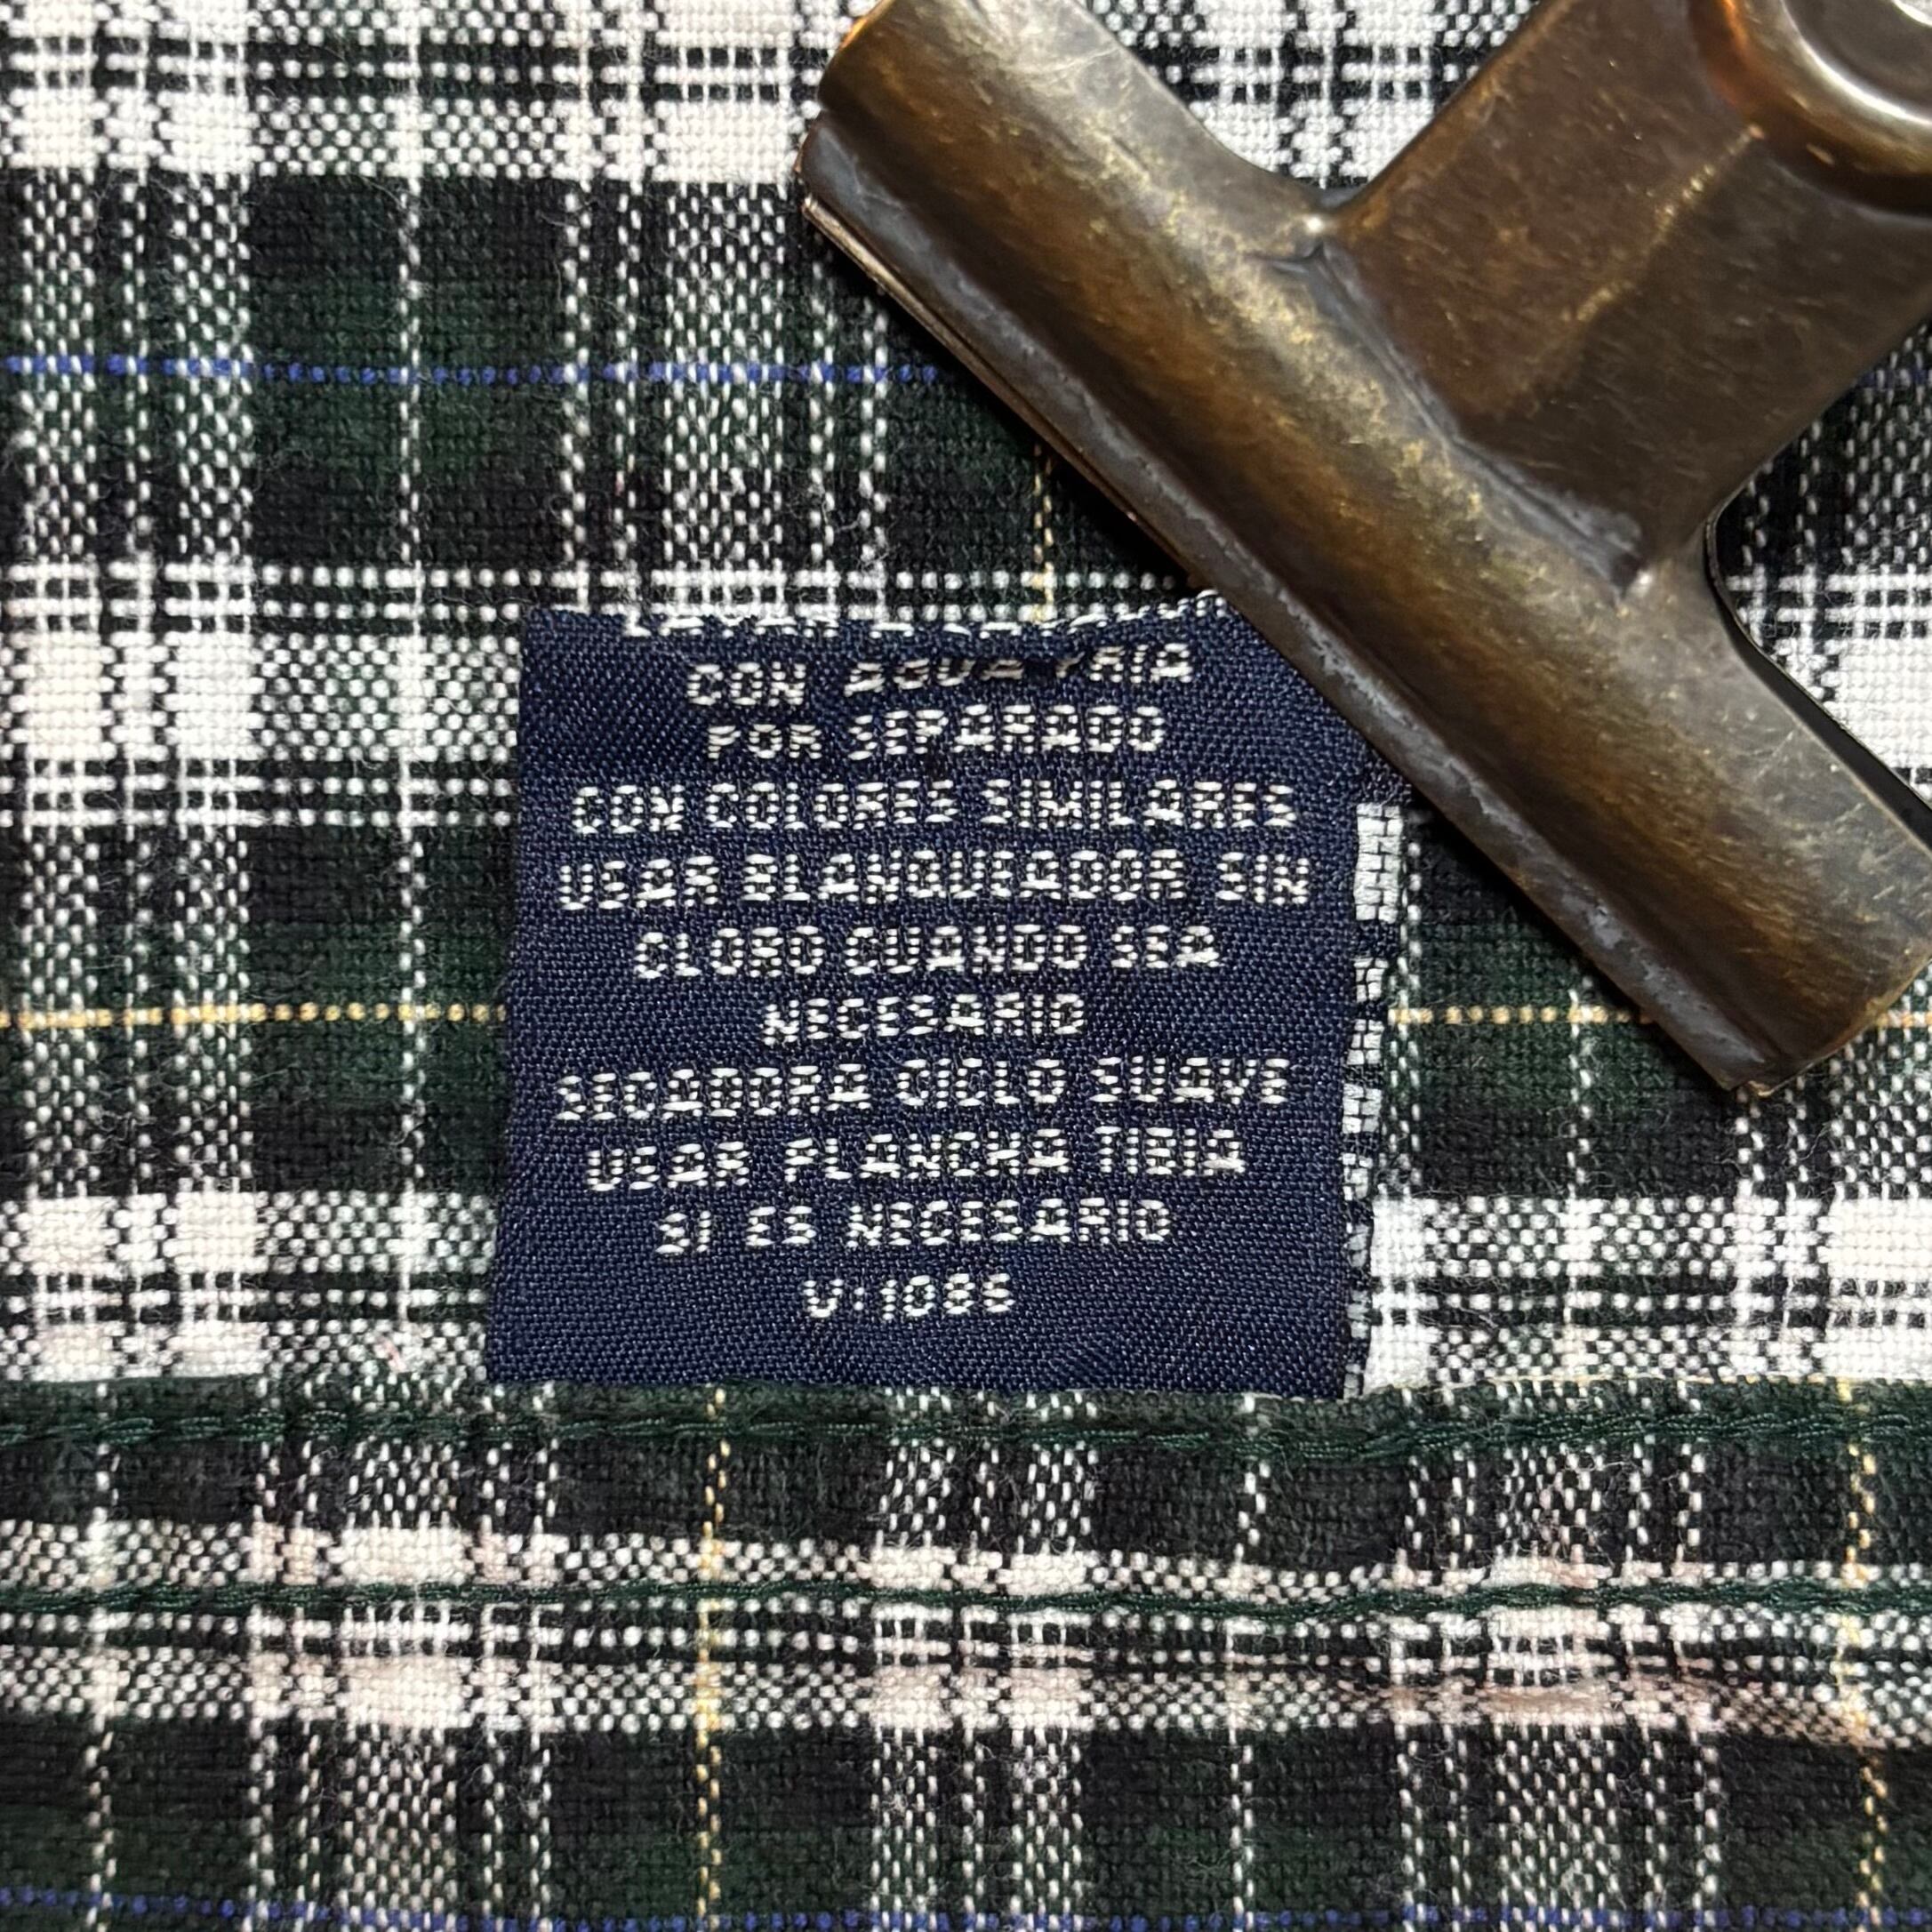 CON AGUA FRIA
POR SEPARADO
CON COLORES SIMILARES
USAR BLANQUEADOR SIN
CLORO CUANDO SEA
NECESARIO
SECADORA CICLO SUAVE
USAR PLANCHA TIBIA
SI ES NECESARIO
V:1086